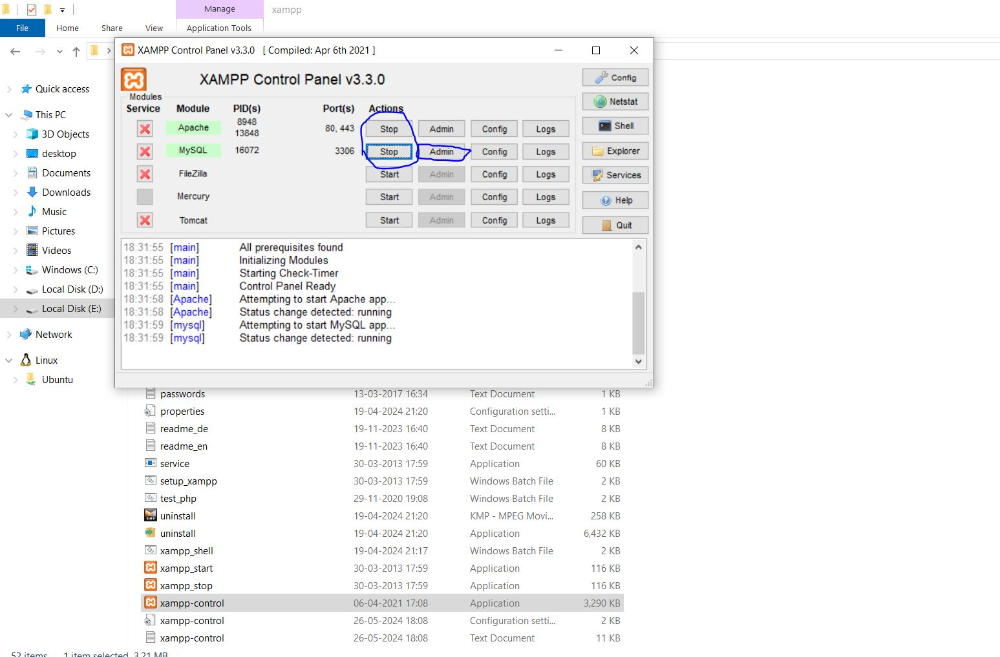 Manage
xampp
File
Home
Share
View
Application Tools
XAMPP Control Panel v3.3.0 [ Compiled: Apr 6th 2021 ]
XAMPP Control Panel v3.3.0
Config
Netstat
Shell
Explorer
Services
Help
Quit
Modules
Service Module PID(s) Port(s) Actions
Apache 8948 13848 80, 443 Stop Admin Config Logs
MySQL 16072 3306 Stop Admin Config Logs
FileZilla Start Admin Config Logs
Mercury Start Admin Config Logs
Tomcat Start Admin Config Logs
18:31:55 [main] All prerequisites found
18:31:55 [main] Initializing Modules
18:31:55 [main] Starting Check-Timer
18:31:55 [main] Control Panel Ready
18:31:58 [Apache] Attempting to start Apache app...
18:31:58 [Apache] Status change detected: running
18:31:59 [mysql] Attempting to start MySQL app...
18:31:59 [mysql] Status change detected: running
Quick access
This PC
3D Objects
desktop
Documents
Downloads
Music
Pictures
Videos
Windows (C:)
Local Disk (D:)
Local Disk (E:)
Network
Linux
Ubuntu
passwords 13-03-2017 16:34 Text Document 1 KB
properties 19-04-2024 21:20 Configuration setti... 1 KB
readme_de 19-11-2023 16:40 Text Document 8 KB
readme_en 19-11-2023 16:40 Text Document 8 KB
service 30-03-2013 17:59 Application 60 KB
setup_xampp 30-03-2013 17:59 Windows Batch File 2 KB
test_php 29-11-2020 19:08 Windows Batch File 2 KB
uninstall 19-04-2024 21:20 KMP - MPEG Movi... 258 KB
uninstall 19-04-2024 21:20 Application 6,432 KB
xampp_shell 19-04-2024 21:17 Windows Batch File 2 KB
xampp_start 30-03-2013 17:59 Application 116 KB
xampp_stop 30-03-2013 17:59 Application 116 KB
xampp-control 06-04-2021 17:08 Application 3,290 KB
xampp-control 26-05-2024 18:08 Configuration setti... 2 KB
xampp-control 26-05-2024 18:08 Text Document 11 KB
52 items 1 item selected 3.21 MB